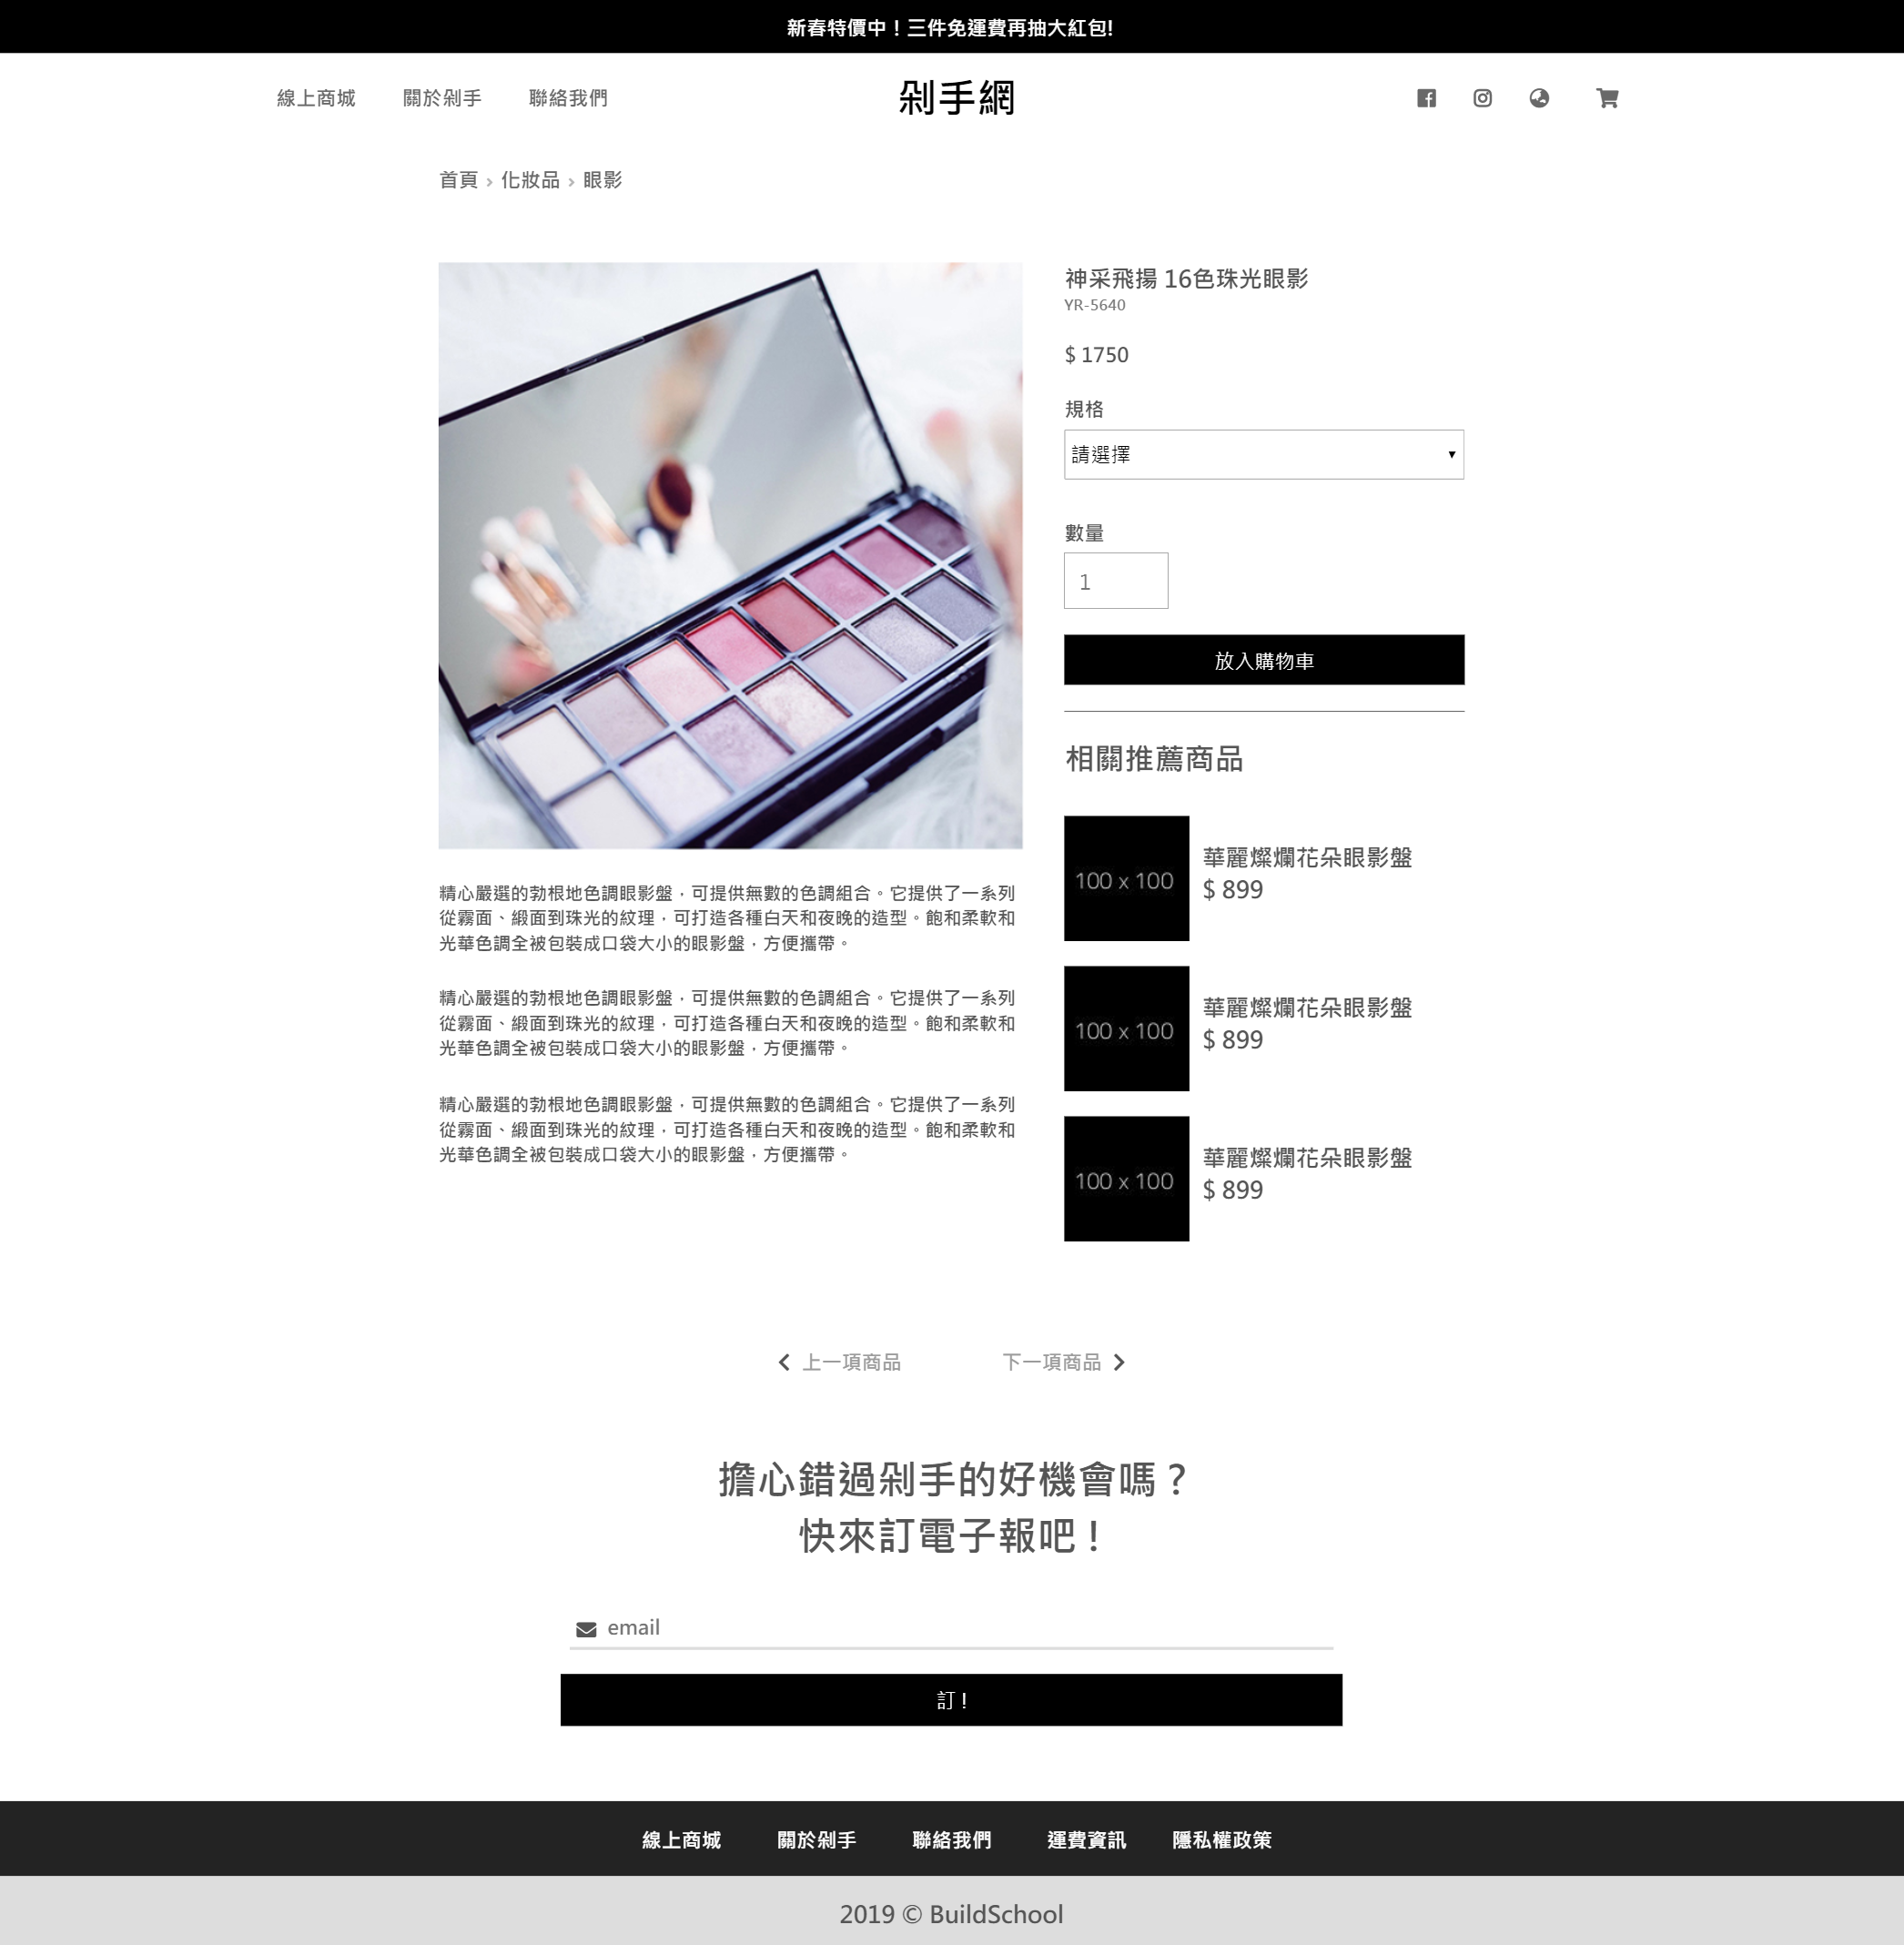 新春特價中！三件免運費再抽大紅包!
線上商城 關於剁手 聯絡我們
剁手網
首頁 › 化妝品 › 眼影
神采飛揚 16色珠光眼影
YR-5640
$ 1750
規格
請選擇
數量
1
放入購物車
相關推薦商品
100 x 100
華麗燦爛花朵眼影盤
$ 899
100 x 100
華麗燦爛花朵眼影盤
$ 899
100 x 100
華麗燦爛花朵眼影盤
$ 899
精心嚴選的勃根地色調眼影盤，可提供無數的色調組合。它提供了一系列
從霧面、緞面到珠光的紋理，可打造各種白天和夜晚的造型。飽和柔軟和
光華色調全被包裝成口袋大小的眼影盤，方便攜帶。
精心嚴選的勃根地色調眼影盤，可提供無數的色調組合。它提供了一系列
從霧面、緞面到珠光的紋理，可打造各種白天和夜晚的造型。飽和柔軟和
光華色調全被包裝成口袋大小的眼影盤，方便攜帶。
精心嚴選的勃根地色調眼影盤，可提供無數的色調組合。它提供了一系列
從霧面、緞面到珠光的紋理，可打造各種白天和夜晚的造型。飽和柔軟和
光華色調全被包裝成口袋大小的眼影盤，方便攜帶。
上一項商品 下一項商品
擔心錯過剁手的好機會嗎？
快來訂電子報吧！
email
訂！
線上商城 關於剁手 聯絡我們 運費資訊 隱私權政策
2019 © BuildSchool